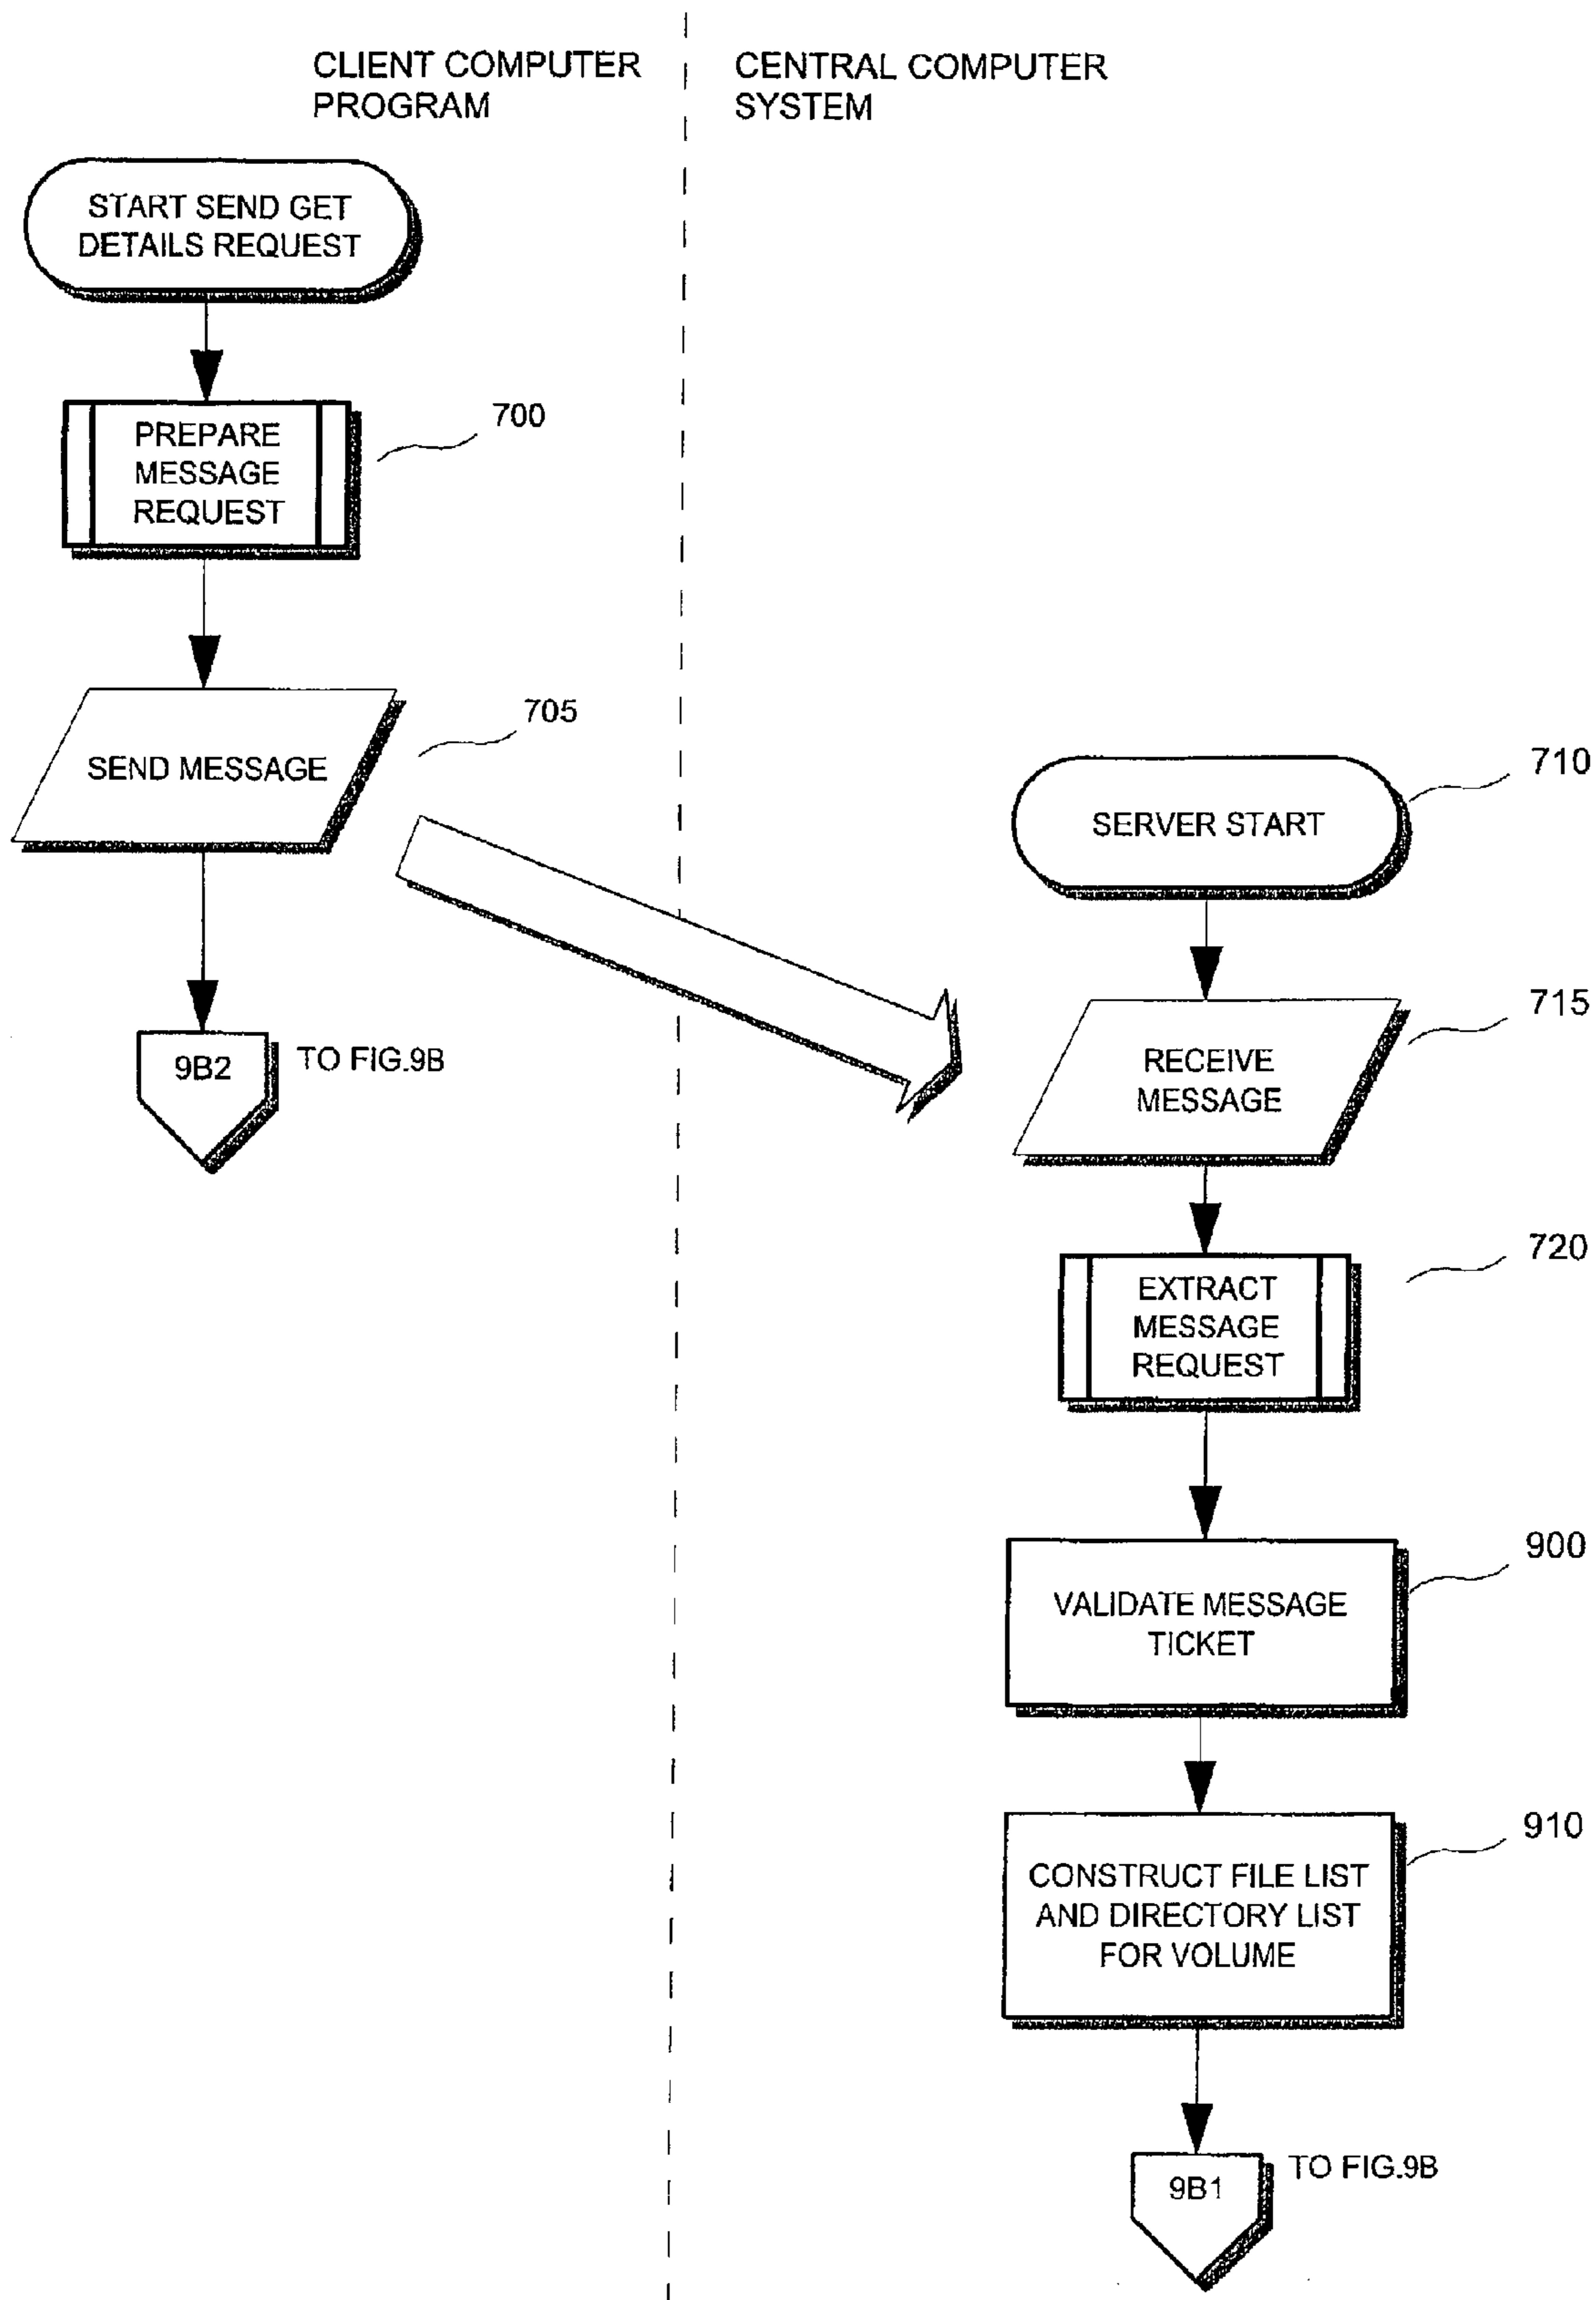 CLIENT COMPUTER
PROGRAM
CENTRAL COMPUTER
SYSTEM
START SEND GET
DETAILS REQUEST
700
PREPARE
MESSAGE
REQUEST
705
SEND MESSAGE
9B2
TO FIG.9B
710
SERVER START
715
RECEIVE
MESSAGE
720
EXTRACT
MESSAGE
REQUEST
900
VALIDATE MESSAGE
TICKET
910
CONSTRUCT FILE LIST
AND DIRECTORY LIST
FOR VOLUME
9B1
TO FIG.9B